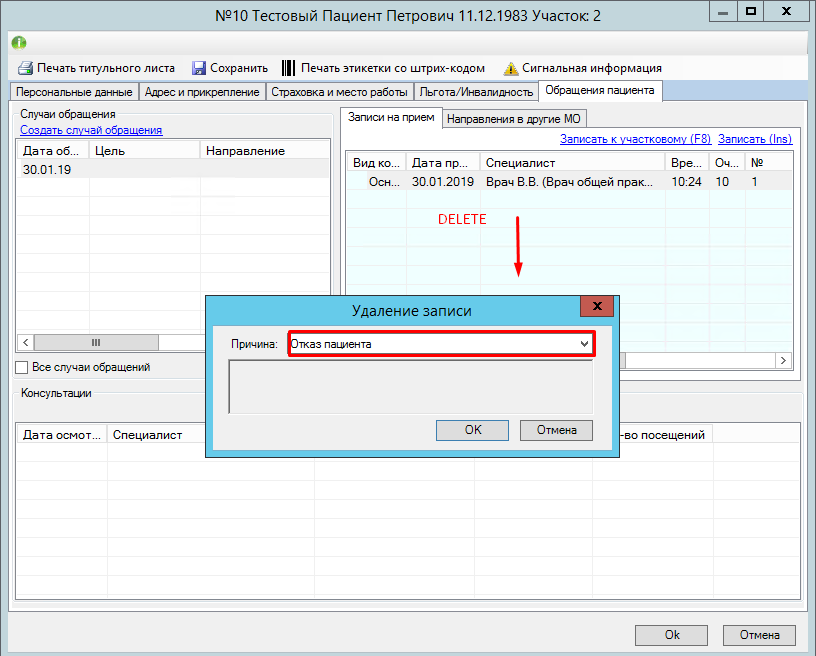 №10 Тестовый Пациент Петрович 11.12.1983 Участок: 2
Печать титульного листа Сохранить Печать этикетки со штрих-кодом Сигнальная информация
Персональные данные Адрес и прикрепление Страховка и место работы Льгота/Инвалидность Обращения пациента
Случаи обращения
Создать случай обращения
Дата об... Цель Направление
30.01.19
Все случаи обращений
Записи на прием Направления в другие МО
Записать к участковому (F8) Записать (Ins)
Вид ко... Дата пр... Специалист Вре... Оч... №
Осн... 30.01.2019 Врач В.В. (Врач общей прак... 10:24 10 1
DELETE
Удаление записи
Причина: Отказ пациента
OK Отмена
Консультации
Дата осмот... Специалист -во посещений
Ok Отмена